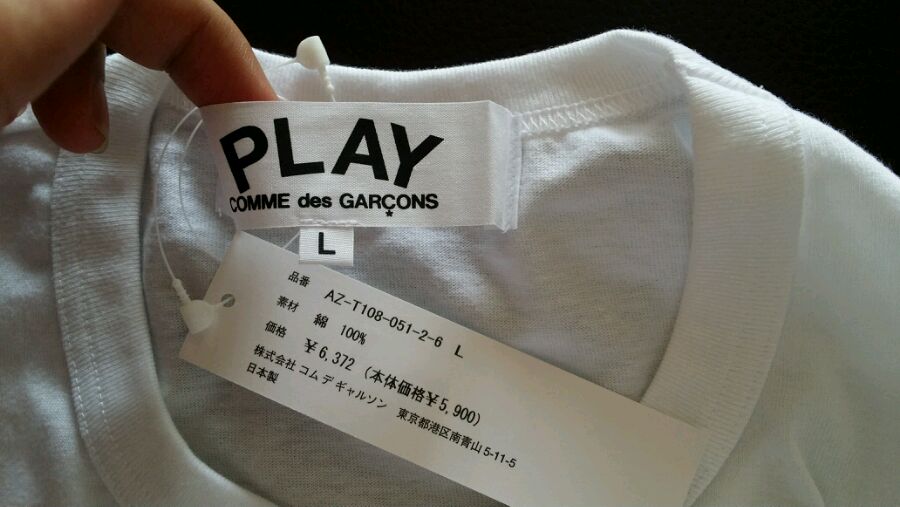 PLAY
COMME des GARÇONS
L
品番 AZ-T108-051-2-6 L
素材 綿 100%
価格 ¥6,372 (本体価格¥5,900)
株式会社 コム デ ギャルソン 東京都港区南青山5-11-5
日本製